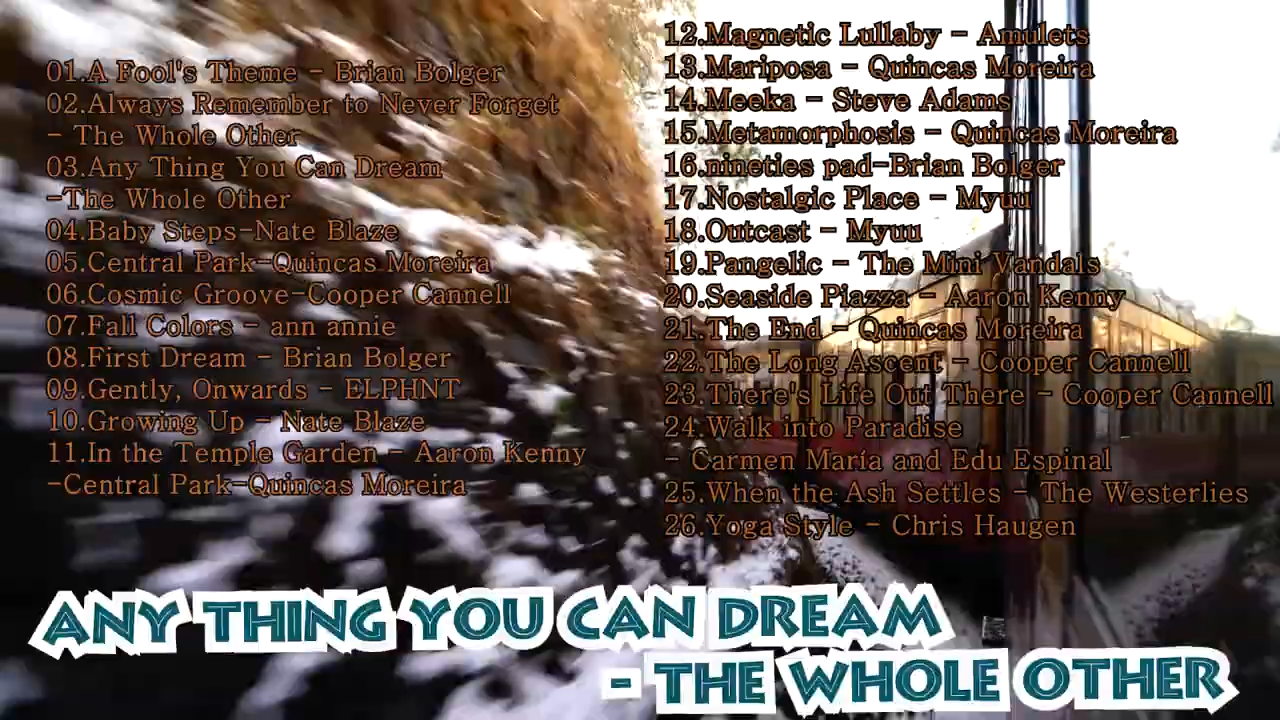 01.A Fool's Theme - Brian Bolger
02.Always Remember to Never Forget
- The Whole Other
03.Any Thing You Can Dream
-The Whole Other
04.Baby Steps-Nate Blaze
05.Central Park-Quincas Moreira
06.Cosmic Groove-Cooper Cannell
07.Fall Colors - ann annie
08.First Dream - Brian Bolger
09.Gently, Onwards - ELPHNT
10.Growing Up - Nate Blaze
11.In the Temple Garden - Aaron Kenny
-Central Park-Quincas Moreira
12.Magnetic Lullaby - Amulets
13.Mariposa - Quincas Moreira
14.Meeka - Steve Adams
15.Metamorphosis - Quincas Moreira
16.nineties pad-Brian Bolger
17.Nostalgic Place - Myuu
18.Outcast - Myuu
19.Pangelic - The Mini Vandals
20.Seaside Piazza - Aaron Kenny
21.The End - Quincas Moreira
22.The Long Ascent - Cooper Cannell
23.There's Life Out There - Cooper Cannell
24.Walk into Paradise
- Carmen María and Edu Espinal
25.When the Ash Settles - The Westerlies
26.Yoga Style - Chris Haugen
ANY THING YOU CAN DREAM
- THE WHOLE OTHER